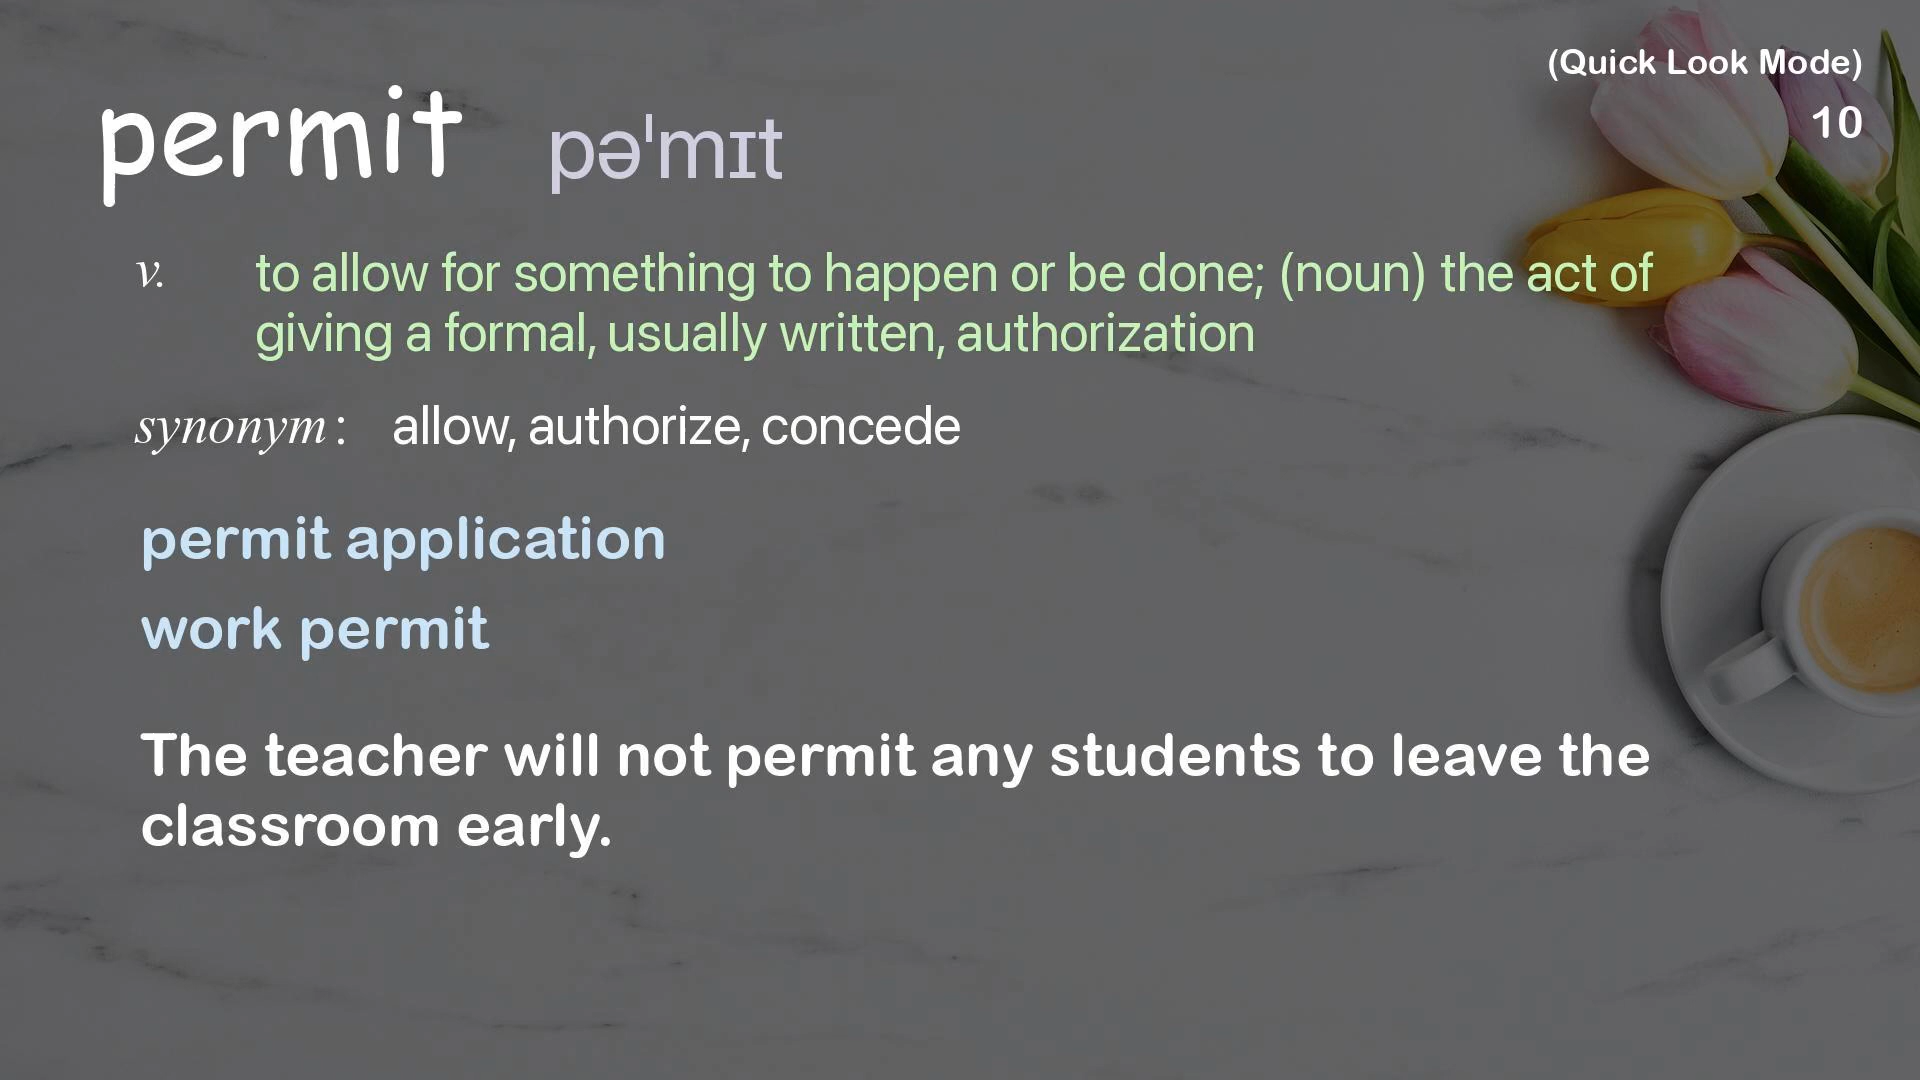 (Quick Look Mode)
10
permit pəˈmɪt
v. to allow for something to happen or be done; (noun) the act of
giving a formal, usually written, authorization
synonym: allow, authorize, concede
permit application
work permit
The teacher will not permit any students to leave the
classroom early.